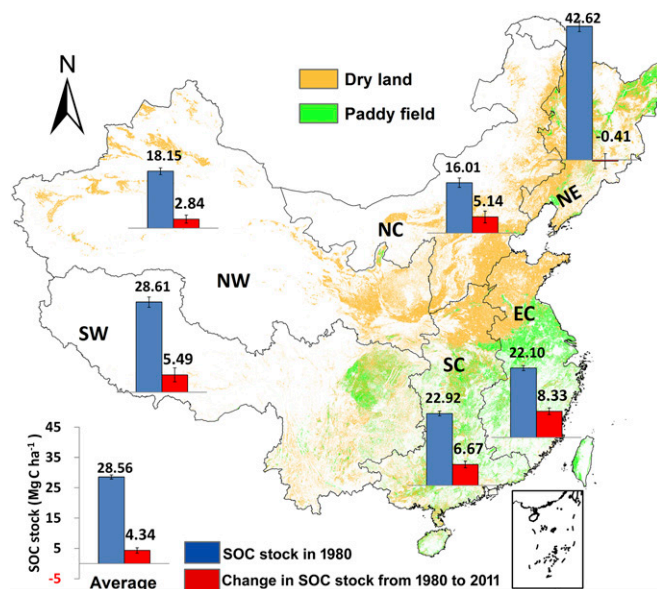 42.62
N
Dry land
Paddy field
-0.41
18.15
2.84
16.01
5.14
NE
NC
NW
28.61
5.49
SW
EC
22.10
8.33
SC
22.92
6.67
SOC stock (Mg C ha⁻¹)
45
35
25
15
5
-5
28.56
4.34
Average
SOC stock in 1980
Change in SOC stock from 1980 to 2011